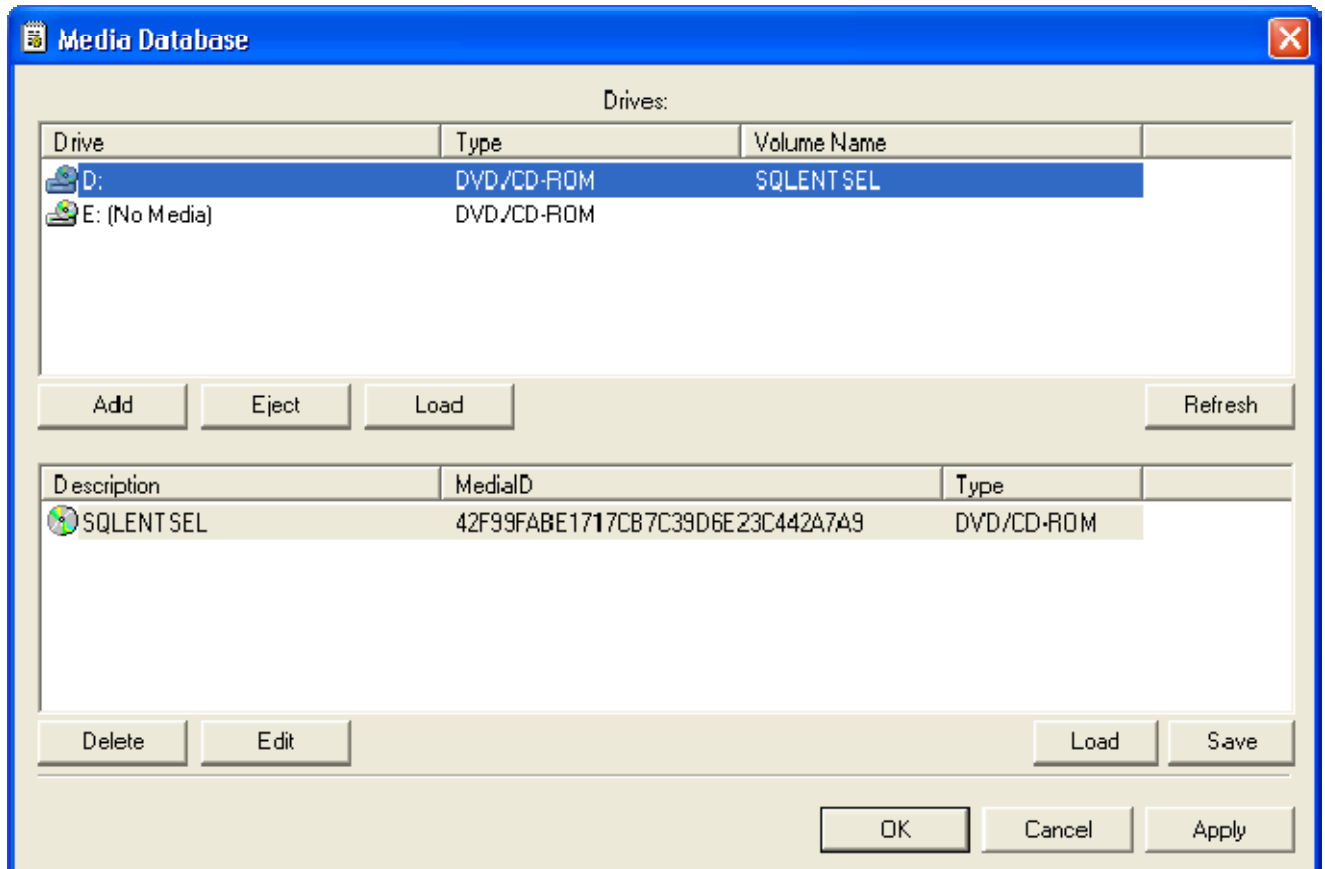 Media Database
Drives:
Drive Type Volume Name
D: DVD/CD-ROM SQLENTSEL
E: (No Media) DVD/CD-ROM
Add Eject Load Refresh
Description MediaID Type
SQLENTSEL 42F99FABE1717CB7C39D6E23C442A7A9 DVD/CD-ROM
Delete Edit Load Save
OK Cancel Apply